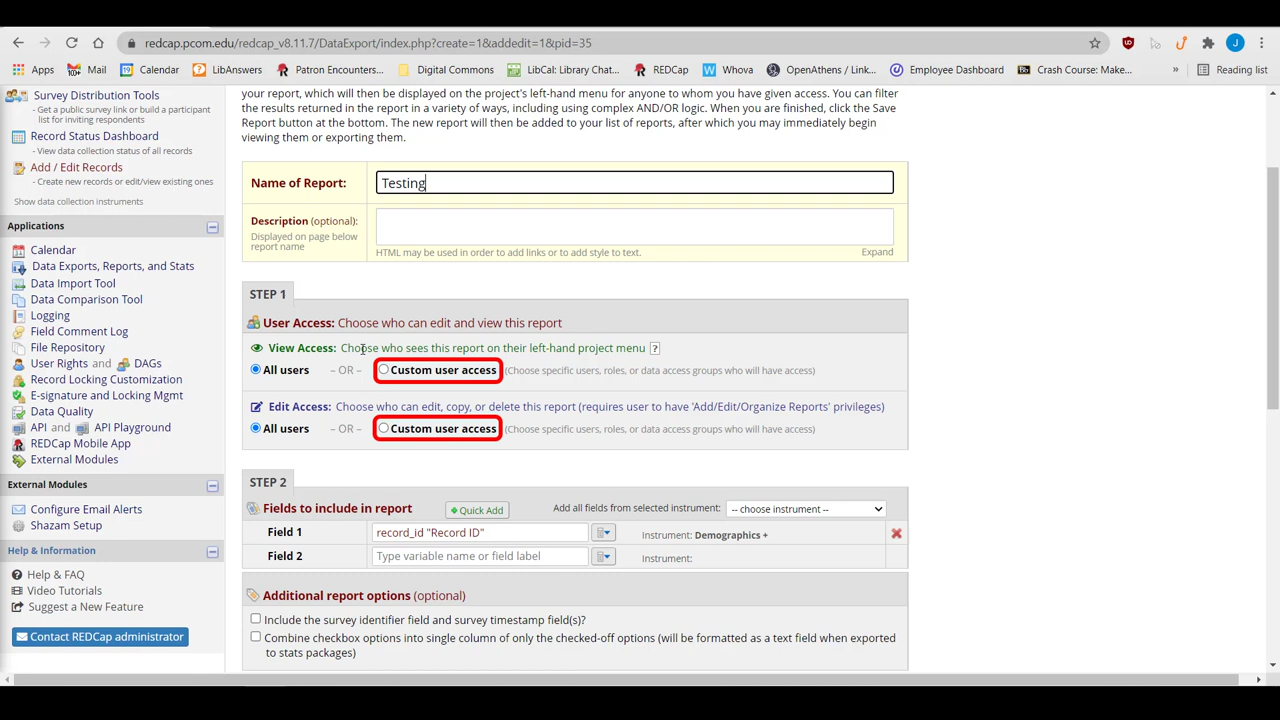 redcap.pcom.edu/redcap_v8.11.7/DataExport/index.php?create=1&addedit=1&pid=35
J
Apps 10+ Mail 19 Calendar LibAnswers Patron Encounters... Digital Commons LibCal: Library Chat... REDCap W Whova OpenAthens / Link... Employee Dashboard Crash Course: Make... » Reading list
Survey Distribution Tools
- Get a public survey link or build a participant
list for inviting respondents
Record Status Dashboard
- View data collection status of all records
Add / Edit Records
- Create new records or edit/view existing ones
Show data collection instruments
Applications
Calendar
Data Exports, Reports, and Stats
Data Import Tool
Data Comparison Tool
Logging
Field Comment Log
File Repository
User Rights and DAGs
Record Locking Customization
E-signature and Locking Mgmt
Data Quality
API and API Playground
REDCap Mobile App
External Modules
External Modules
Configure Email Alerts
Shazam Setup
Help & Information
Help & FAQ
Video Tutorials
Suggest a New Feature
Contact REDCap administrator
your report, which will then be displayed on the project's left-hand menu for anyone to whom you have given access. You can filter
the results returned in the report in a variety of ways, including using complex AND/OR logic. When you are finished, click the Save
Report button at the bottom. The new report will then be added to your list of reports, after which you may immediately begin
viewing them or exporting them.
Name of Report: Testing
Description (optional):
Displayed on page below
report name
HTML may be used in order to add links or to add style to text. Expand
STEP 1
User Access: Choose who can edit and view this report
View Access: Choose who sees this report on their left-hand project menu ?
All users – OR – Custom user access (Choose specific users, roles, or data access groups who will have access)
Edit Access: Choose who can edit, copy, or delete this report (requires user to have 'Add/Edit/Organize Reports' privileges)
All users – OR – Custom user access (Choose specific users, roles, or data access groups who will have access)
STEP 2
Fields to include in report Quick Add Add all fields from selected instrument: -- choose instrument --
Field 1 record_id "Record ID" Instrument: Demographics +
Field 2 Type variable name or field label Instrument:
Additional report options (optional)
Include the survey identifier field and survey timestamp field(s)?
Combine checkbox options into single column of only the checked-off options (will be formatted as a text field when exported
to stats packages)